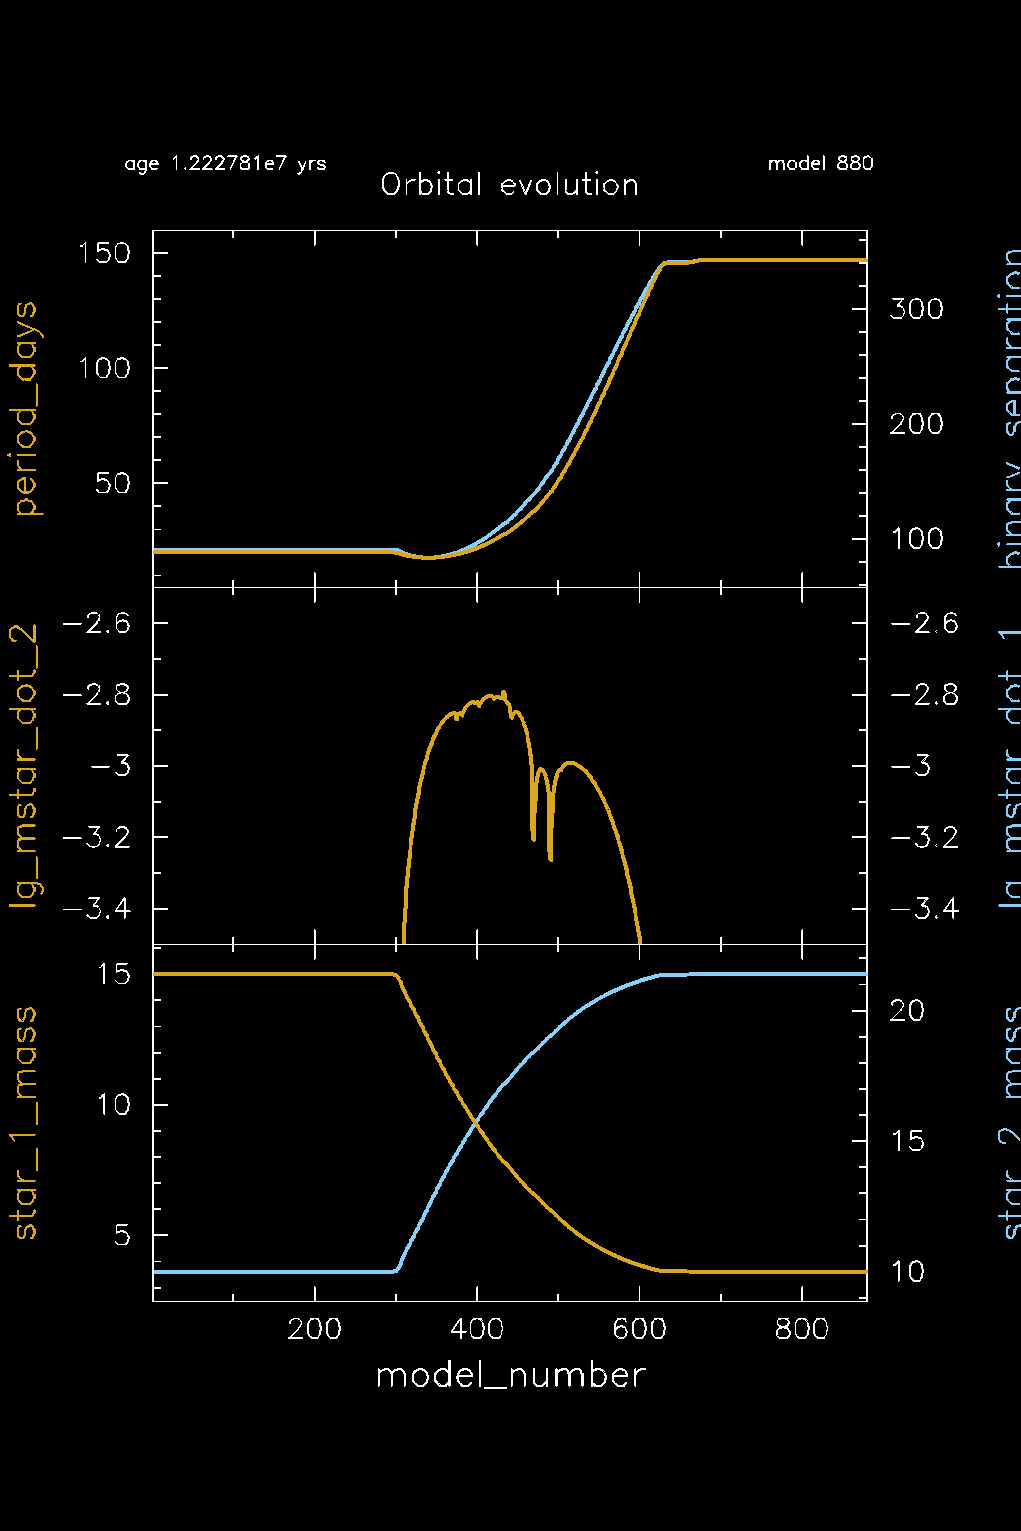 age 1.222781e7 yrs
model 880
Orbital evolution
period_days
150
100
50
300
200
100
binary_separation
lg_mstar_dot_2
−2.6
−2.8
−3
−3.2
−3.4
−2.6
−2.8
−3
−3.2
−3.4
lg_mstar_dot_1
star_1_mass
15
10
5
20
15
10
star_2_mass
200
400
600
800
model_number